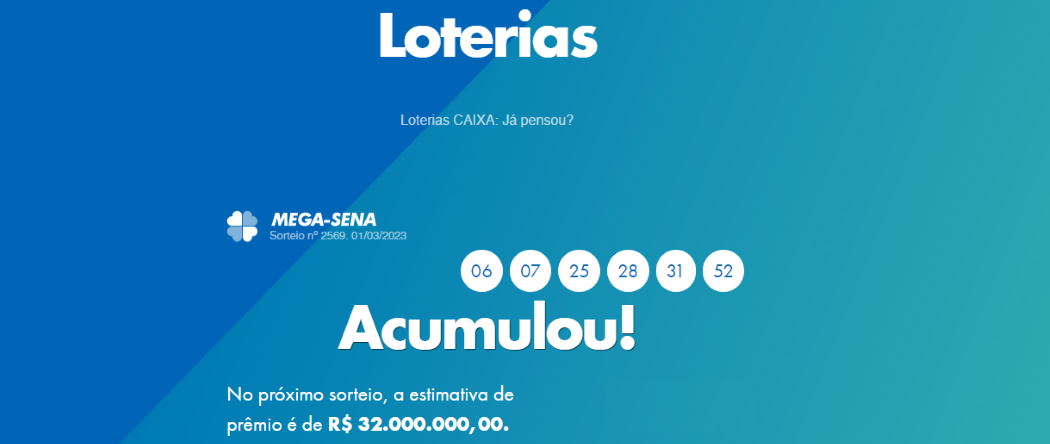 Loterias
Loterias CAIXA: Já pensou?
MEGA-SENA
Sorteio nº 2569. 01/03/2023
06 07 25 28 31 52
Acumulou!
No próximo sorteio, a estimativa de
prêmio é de R$ 32.000.000,00.